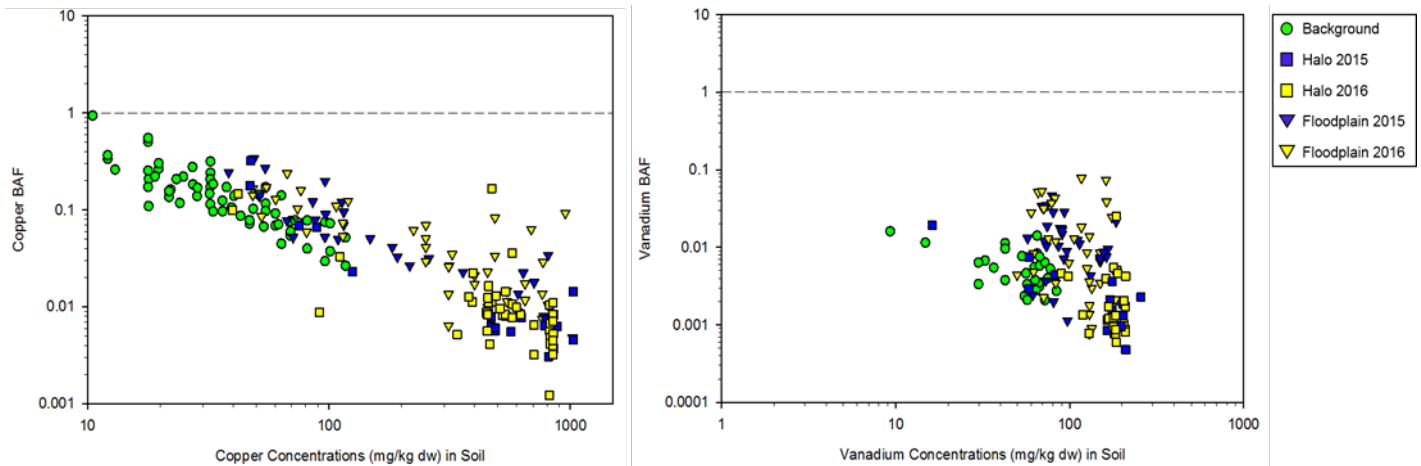 10
1
0.1
0.01
0.001
Copper BAF
10
100
1000
Copper Concentrations (mg/kg dw) in Soil
10
1
0.1
0.01
0.001
0.0001
Vanadium BAF
1
10
100
1000
Vanadium Concentrations (mg/kg dw) in Soil
Background
Halo 2015
Halo 2016
Floodplain 2015
Floodplain 2016